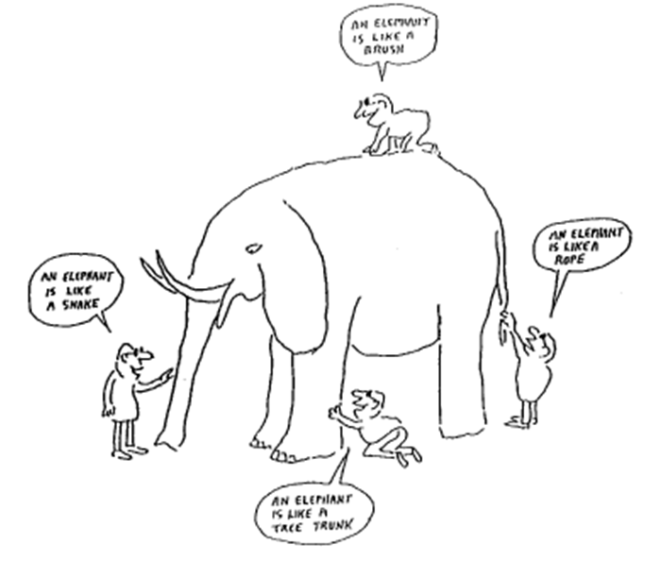 AN ELEPHANT
IS LIKE A
BRUSH
AN ELEPHANT
IS LIKE A
ROPE
AN ELEPHANT
IS LIKE
A SNAKE
AN ELEPHANT
IS LIKE A
TREE TRUNK